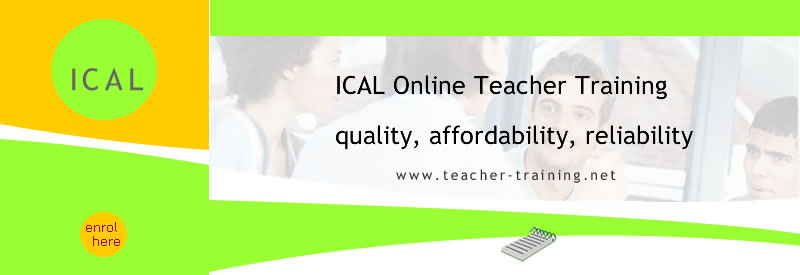 ICAL
ICAL Online Teacher Training
quality, affordability, reliability
www.teacher-training.net
enrol
here